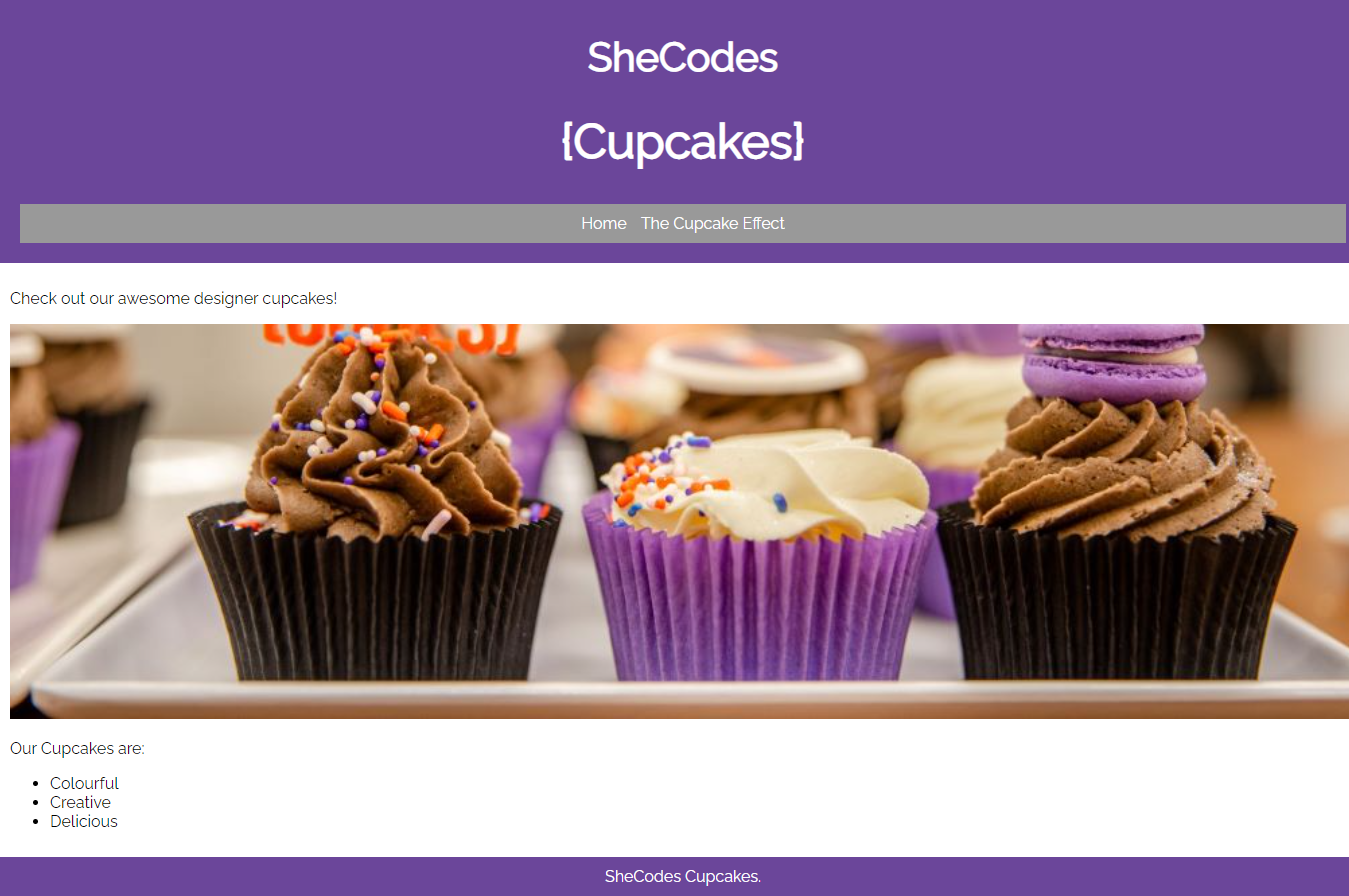 SheCodes
{Cupcakes}
Home The Cupcake Effect
Check out our awesome designer cupcakes!
Our Cupcakes are:
Colourful
Creative
Delicious
SheCodes Cupcakes.